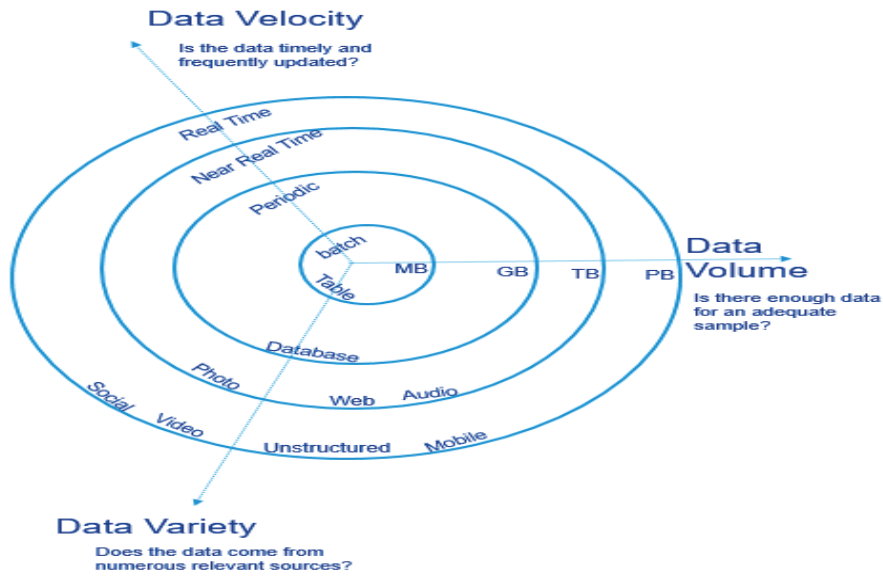 Data Velocity
Is the data timely and
frequently updated?
Real Time
Near Real Time
Periodic
batch
Table
MB
GB
TB
PB
Data
Volume
Is there enough data
for an adequate
sample?
Database
Photo
Web
Audio
Social
Video
Unstructured
Mobile
Data Variety
Does the data come from
numerous relevant sources?